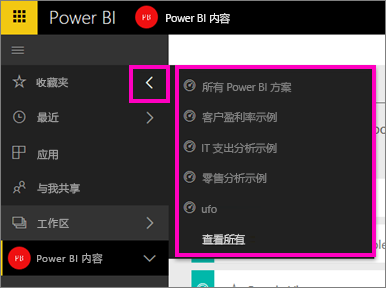 Power BI
PB
Power BI 内容
收藏夹
最近
应用
与我共享
工作区
PB
Power BI 内容
所有 Power BI 方案
客户盈利率示例
IT 支出分析示例
零售分析示例
ufo
查看所有